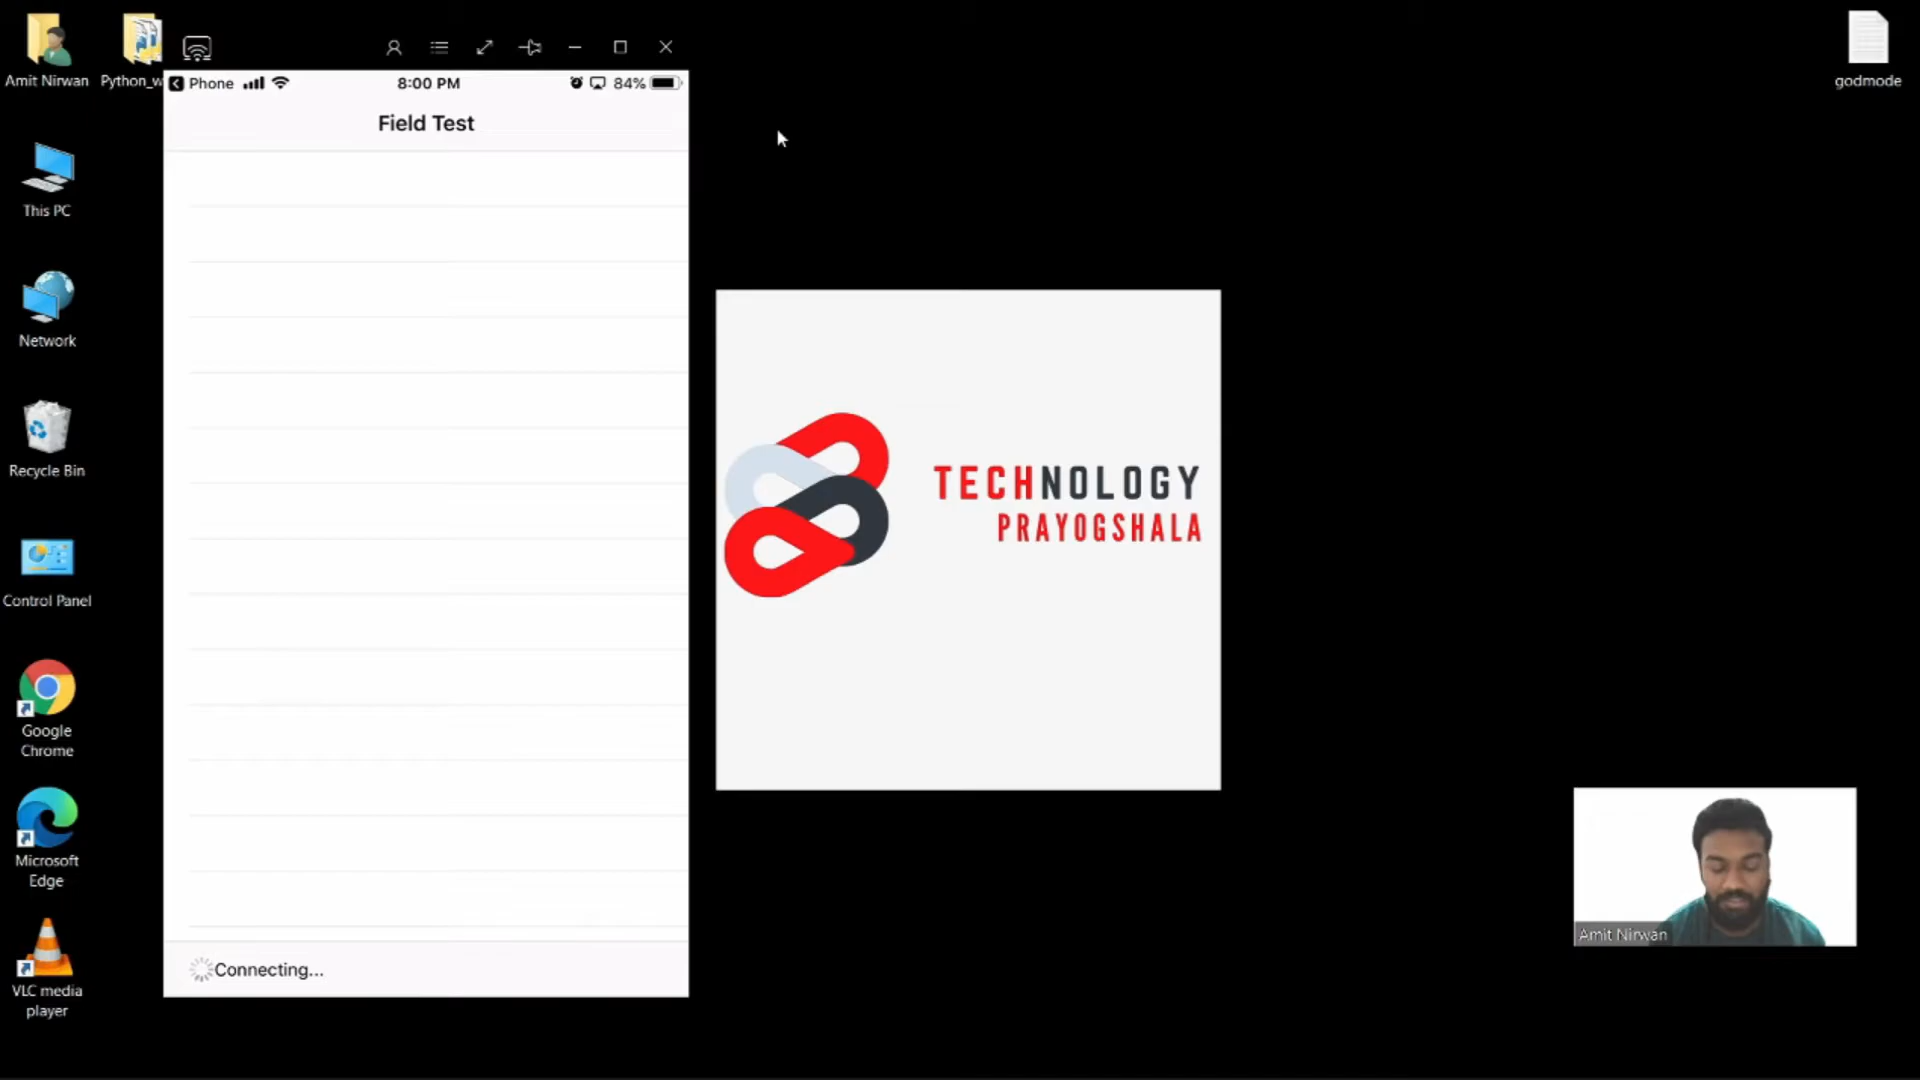 Amit Nirwan
Python_w
This PC
Network
Recycle Bin
Control Panel
Google
Chrome
Microsoft
Edge
VLC media
player
Phone
8:00 PM
84%
Field Test
Connecting...
TECHNOLOGY
PRAYOGSHALA
godmode
Amit Nirwan